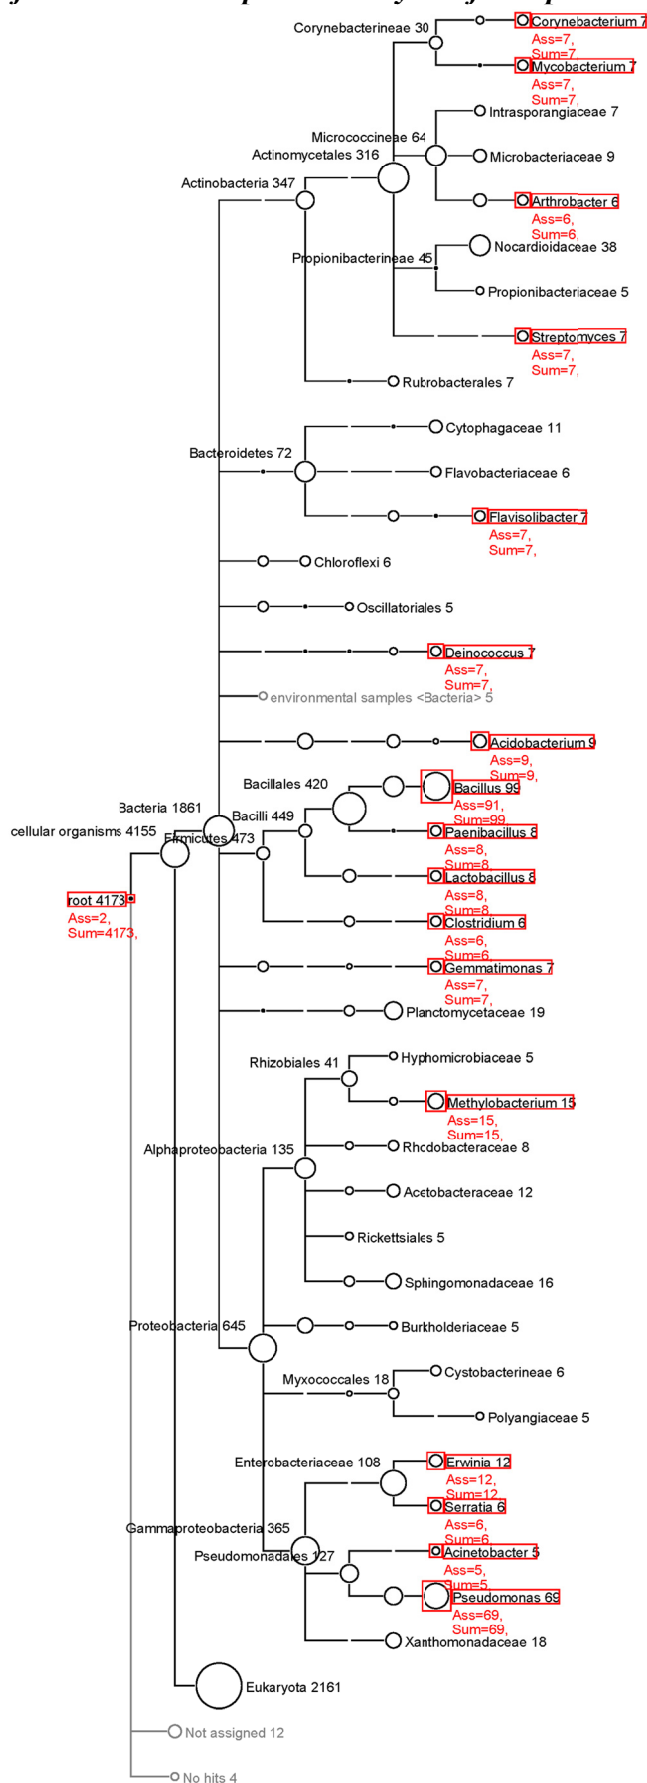 Corynebacterineae 30
Corynebacterium 7
Ass=7,
Sum=7,
Mycobacterium 7
Ass=7,
Sum=7,
Intrasporangiaceae 7
Micrococcineae 64
Actinomycetales 316
Microbacteriaceae 9
Actinobacteria 347
Arthrobacter 6
Ass=6,
Sum=6,
Nocardioidaceae 38
Propionibacterineae 45
Propionibacteriaceae 5
Streptomyces 7
Ass=7,
Sum=7,
Rubrobacterales 7
Cytophagaceae 11
Bacteroidetes 72
Flavobacteriaceae 6
Flavisolibacter 7
Ass=7,
Sum=7,
Chloroflexi 6
Oscillatoriales 5
Deinococcus 7
Ass=7,
Sum=7,
environmental samples <Bacteria> 5
Acidobacterium 9
Ass=9,
Sum=9,
Bacillales 420
Bacillus 99
Ass=91,
Sum=99,
Bacteria 1861
Bacilli 449
cellular organisms 4155
Firmicutes 473
Paenibacillus 8
Ass=8,
Sum=8,
Lactobacillus 8
Ass=8,
Sum=8,
root 4173
Ass=2,
Sum=4173,
Clostridium 6
Ass=6,
Sum=6,
Gemmatimonas 7
Ass=7,
Sum=7,
Planctomycetaceae 19
Hyphomicrobiaceae 5
Rhizobiales 41
Methylobacterium 15
Ass=15,
Sum=15,
Alphaproteobacteria 135
Rhodobacteraceae 8
Acetobacteraceae 12
Rickettsiales 5
Sphingomonadaceae 16
Proteobacteria 645
Burkholderiaceae 5
Myxococcales 18
Cystobacterineae 6
Polyangiaceae 5
Enterobacteriaceae 108
Erwinia 12
Ass=12,
Sum=12,
Serratia 6
Ass=6,
Sum=6,
Gammaproteobacteria 365
Pseudomonadales 127
Acinetobacter 5
Ass=5,
Sum=5,
Pseudomonas 69
Ass=69,
Sum=69,
Xanthomonadaceae 18
Eukaryota 2161
Not assigned 12
No hits 4